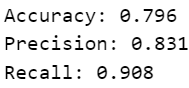 Accuracy: 0.796
Precision: 0.831
Recall: 0.908